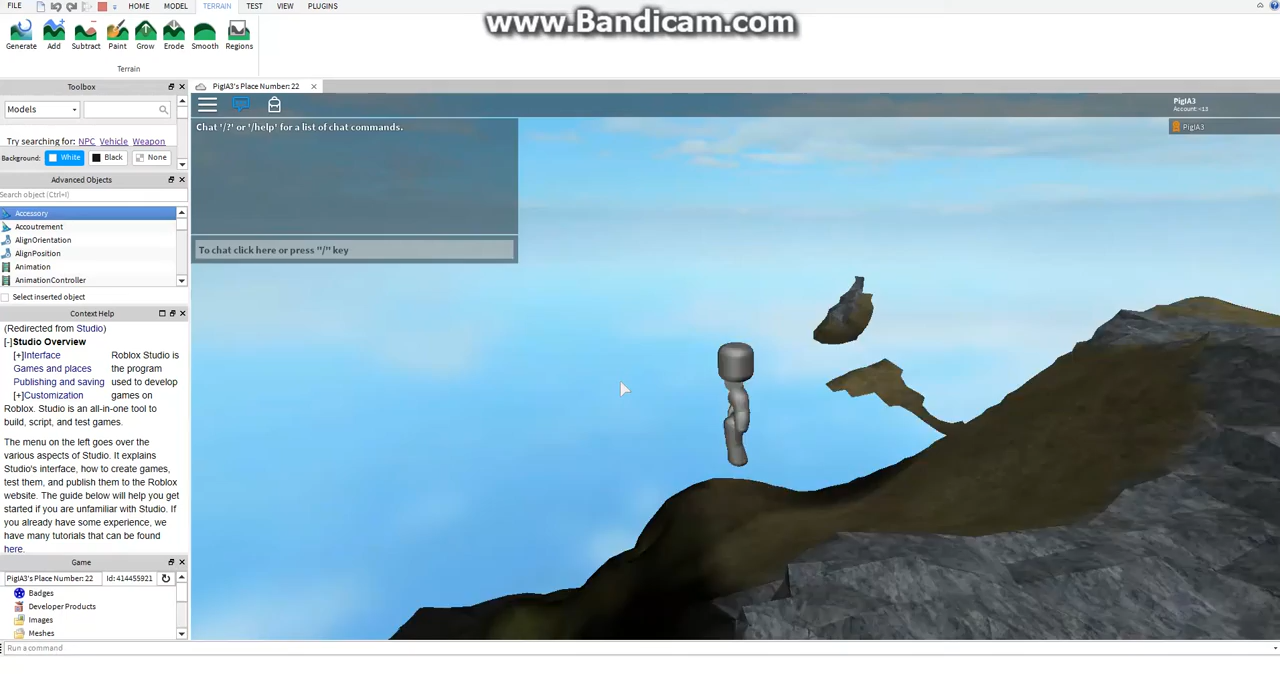 FILE HOME MODEL TERRAIN TEST VIEW PLUGINS
www.Bandicam.com
Generate Add Subtract Paint Grow Erode Smooth Regions
Terrain
Toolbox
PigIA3's Place Number: 22
Models
Try searching for: NPC Vehicle Weapon
Background: White Black None
Advanced Objects
Search object (Ctrl+I)
Accessory
Accoutrement
AlignOrientation
AlignPosition
Animation
AnimationController
Select inserted object
Context Help
(Redirected from Studio)
[-]Studio Overview
[+]Interface
Games and places
Publishing and saving
[+]Customization
Roblox Studio is
the program
used to develop
games on
Roblox. Studio is an all-in-one tool to
build, script, and test games.
The menu on the left goes over the
various aspects of Studio. It explains
Studio's interface, how to create games,
test them, and publish them to the Roblox
website. The guide below will help you get
started if you are unfamiliar with Studio. If
you already have some experience, we
have many tutorials that can be found
here.
Game
PigIA3's Place Number: 22 Id: 414455921
Badges
Developer Products
Images
Meshes
Run a command
Chat '/?' or '/help' for a list of chat commands.
To chat click here or press "/" key
PigIA3
Account: <13
PigIA3